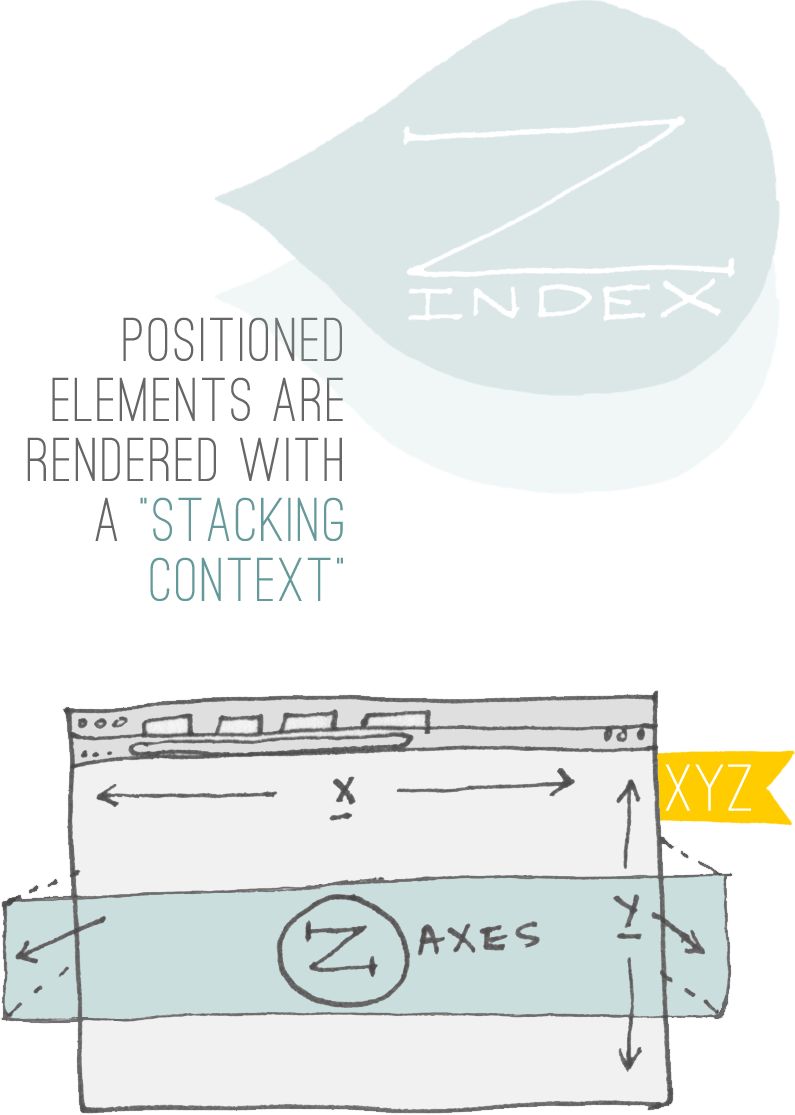 Z
INDEX
POSITIONED
ELEMENTS ARE
RENDERED WITH
A "STACKING
CONTEXT"
X
XYZ
Y
Z AXES